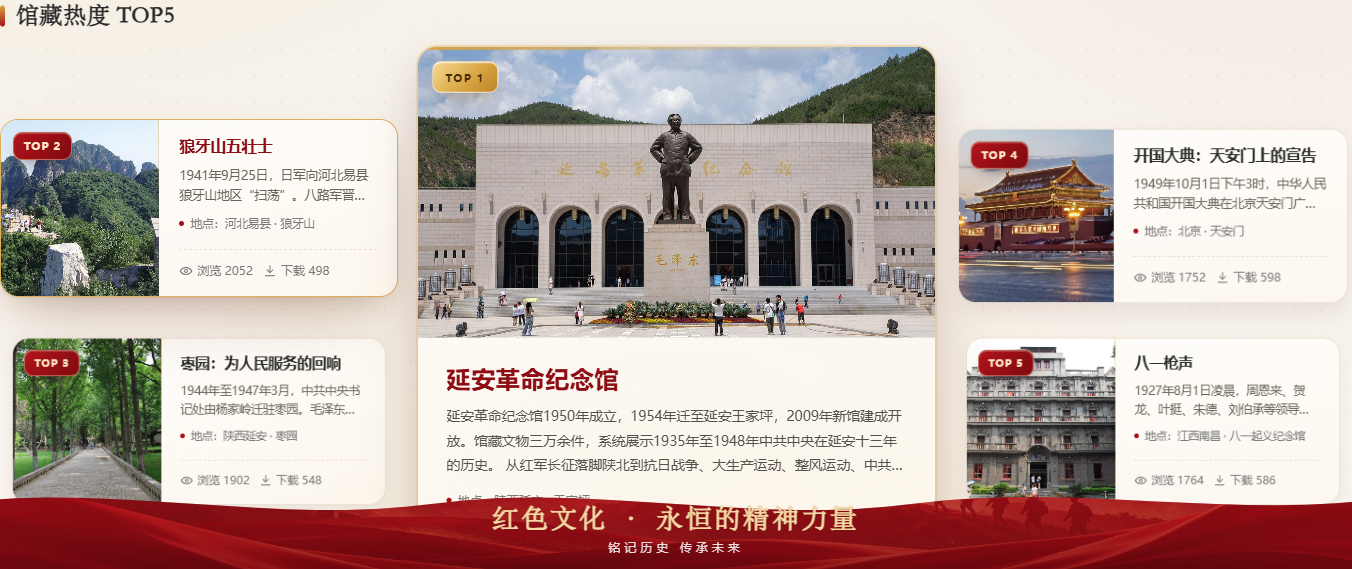 馆藏热度 TOP5
TOP 2
狼牙山五壮士
1941年9月25日，日军向河北易县
狼牙山地区“扫荡”。八路军晋...
地点：河北易县 · 狼牙山
浏览 2052 下载 498
TOP 3
枣园：为人民服务的回响
1944年至1947年3月，中共中央书
记处由杨家岭迁驻枣园。毛泽东...
地点：陕西延安 · 枣园
浏览 1902 下载 548
TOP 1
延安革命纪念馆
毛泽东
延安革命纪念馆
延安革命纪念馆1950年成立，1954年迁至延安王家坪，2009年新馆建成开
放。馆藏文物三万余件，系统展示1935年至1948年中共中央在延安十三年
的历史。 从红军长征落脚陕北到抗日战争、大生产运动、整风运动、中共...
TOP 4
开国大典：天安门上的宣告
1949年10月1日下午3时，中华人民
共和国开国大典在北京天安门广...
地点：北京 · 天安门
浏览 1752 下载 598
TOP 5
八一枪声
1927年8月1日凌晨，周恩来、贺
龙、叶挺、朱德、刘伯承等领导...
地点：江西南昌 · 八一起义纪念馆
浏览 1764 下载 586
红色文化 · 永恒的精神力量
铭记历史 传承未来